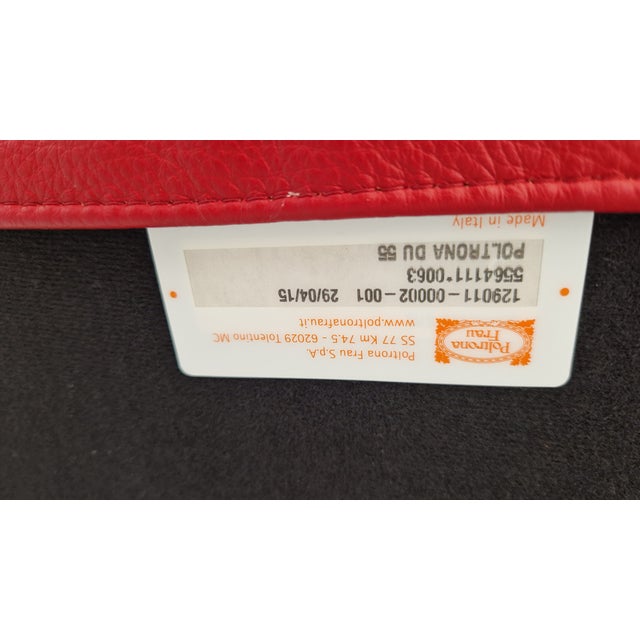 Poltrona
Frau
Poltrona Frau S.p.A.
SS 77 Km 74.5 - 62029 Tolentino MC
www.poltronafrau.it
129011-00002-001 29/04/15
5564111*0063
POLTRONA DU 55
Made in Italy